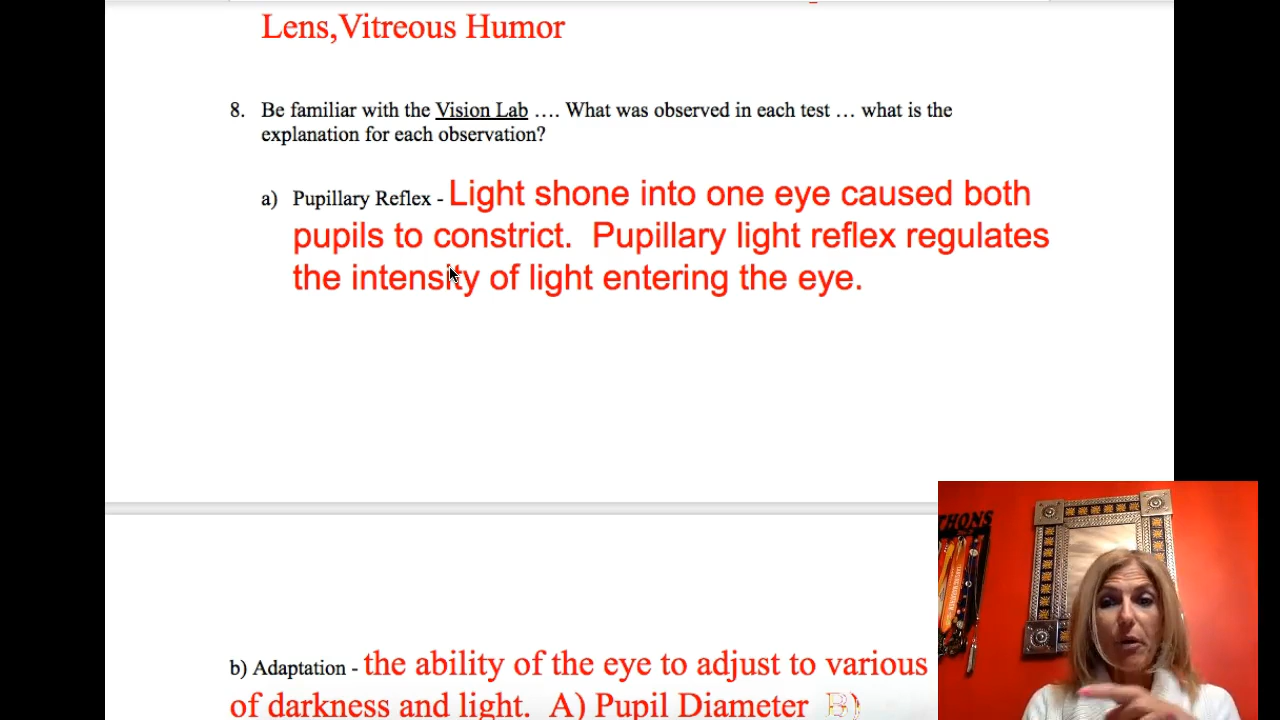 Lens,Vitreous Humor
8. Be familiar with the Vision Lab …. What was observed in each test … what is the
explanation for each observation?
a) Pupillary Reflex - Light shone into one eye caused both
pupils to constrict. Pupillary light reflex regulates
the intensity of light entering the eye.
THONS
b) Adaptation - the ability of the eye to adjust to various
of darkness and light. A) Pupil Diameter B)